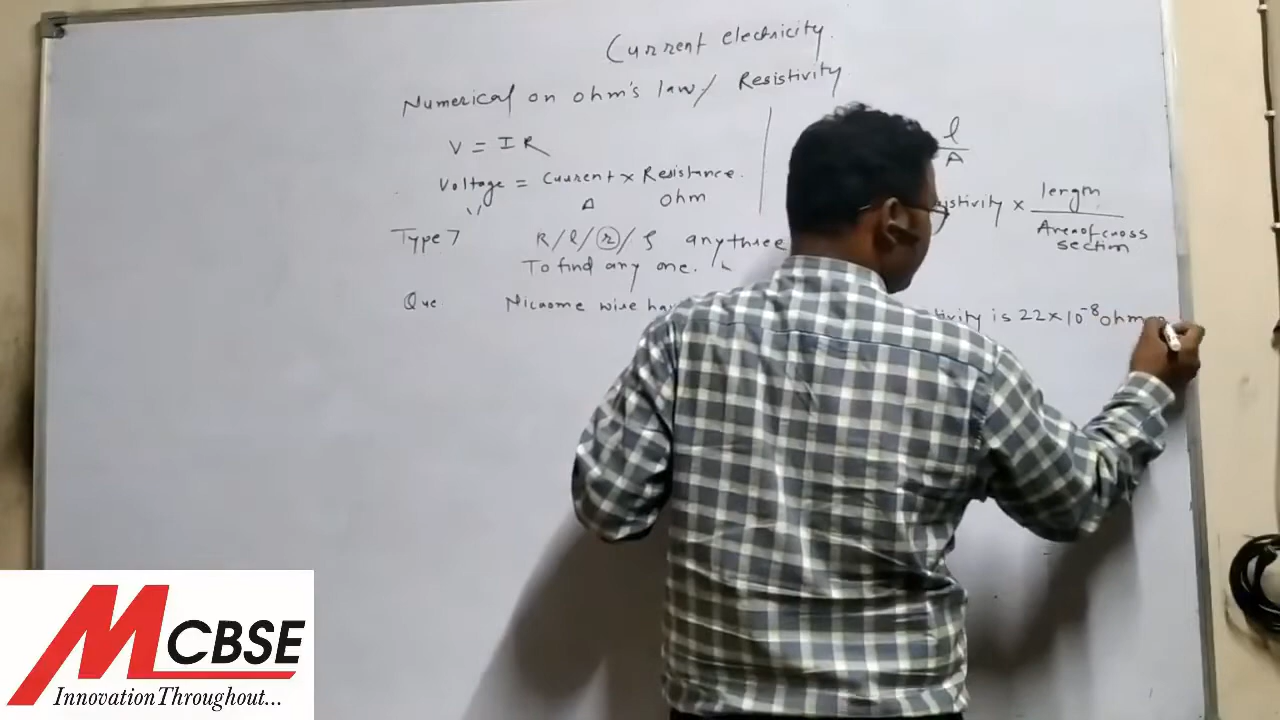 Current electricity.
Numerical on ohm's law/ Resistivity
V = IR
l
A
Voltage = Current x Resistance.
A ohm
x length
Area of cross
section
Type 7 R/l/r/ρ any three
To find any one.
Que Nicrome wire
is 22×10⁻⁸ ohm
MCBSE
Innovation Throughout...